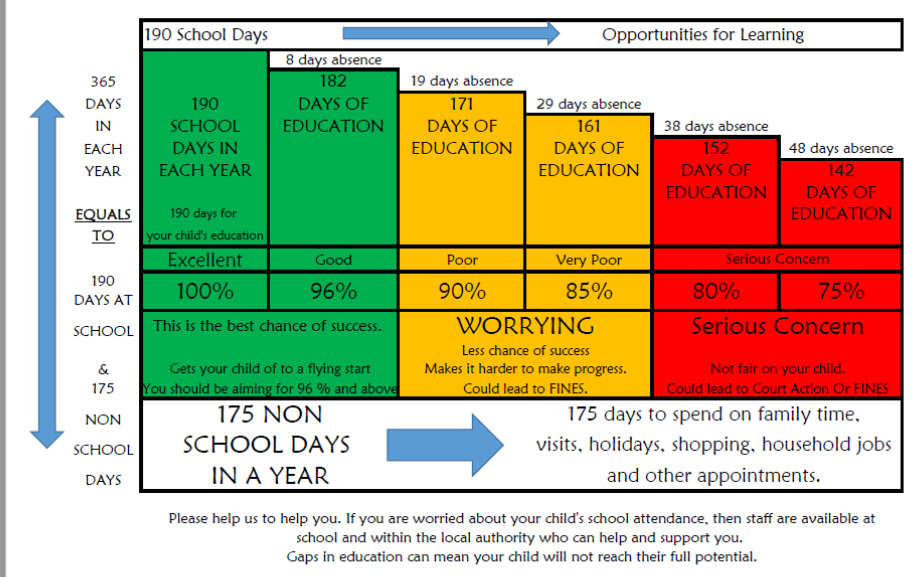 190 School Days
Opportunities for Learning
365
DAYS
IN
EACH
YEAR
EQUALS
TO
190
DAYS AT
SCHOOL
&
175
NON
SCHOOL
DAYS
190
SCHOOL
DAYS IN
EACH YEAR
190 days for
your child's education
8 days absence
182
DAYS OF
EDUCATION
19 days absence
171
DAYS OF
EDUCATION
29 days absence
161
DAYS OF
EDUCATION
38 days absence
152
DAYS OF
EDUCATION
48 days absence
142
DAYS OF
EDUCATION
Excellent
Good
Poor
Very Poor
Serious Concern
100%
96%
90%
85%
80%
75%
This is the best chance of success.
Gets your child of to a flying start
You should be aiming for 96 % and above
WORRYING
Less chance of success
Makes it harder to make progress.
Could lead to FINES.
Serious Concern
Not fair on your child.
Could lead to Court Action Or FINES
175 NON
SCHOOL DAYS
IN A YEAR
175 days to spend on family time,
visits, holidays, shopping, household jobs
and other appointments.
Please help us to help you. If you are worried about your child's school attendance, then staff are available at
school and within the local authority who can help and support you.
Gaps in education can mean your child will not reach their full potential.